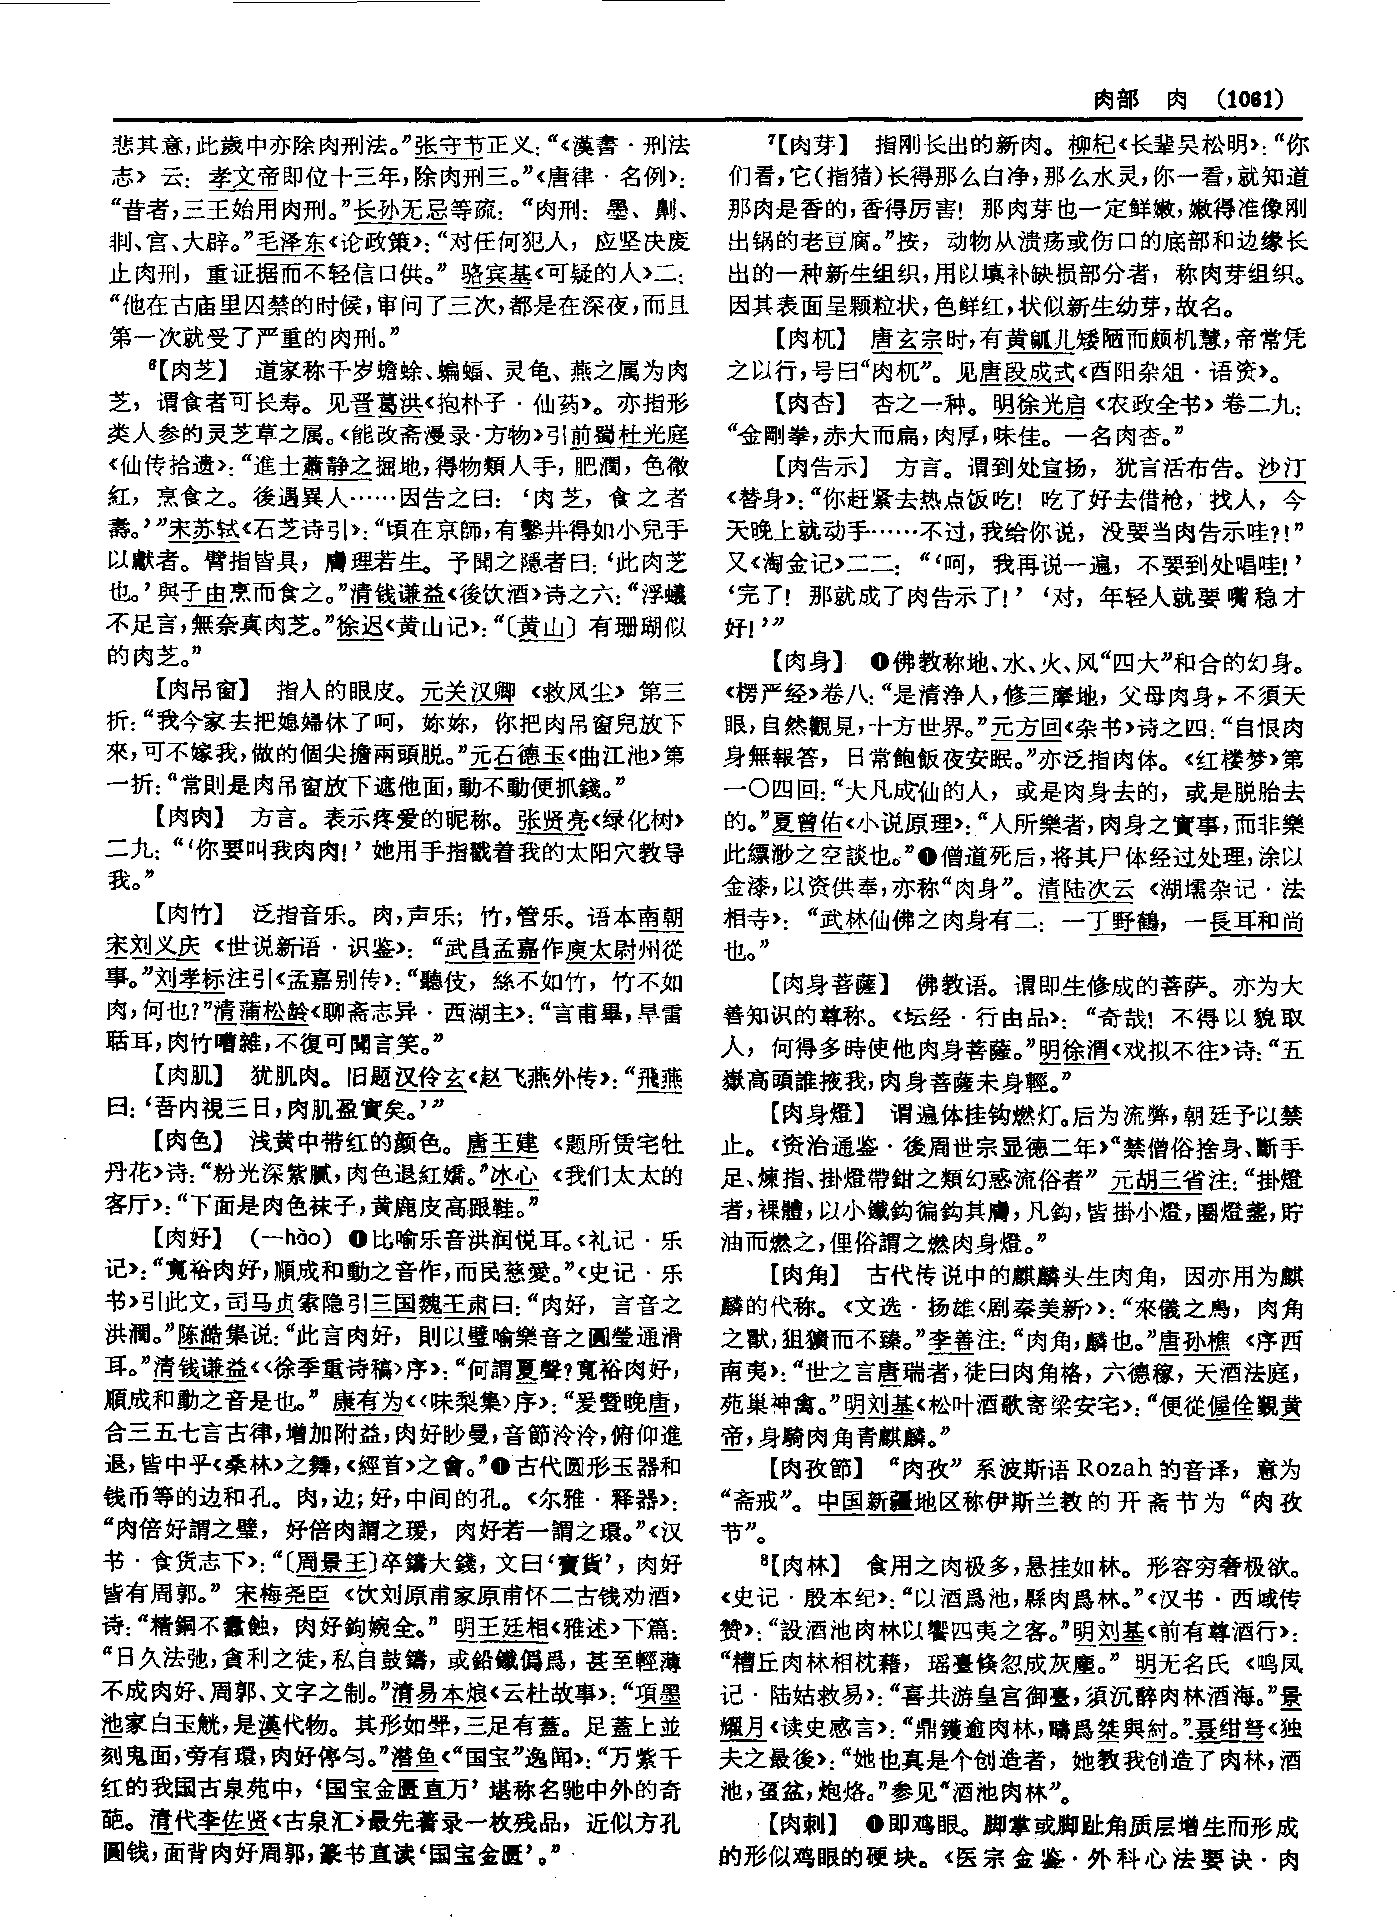 肉部 肉 (1061)
悲其意,此歲中亦除肉刑法。”张守节正义:“《漢書·刑法
志》云:孝文帝即位十三年,除肉刑三。”《唐律·名例》:
“昔者,三王始用肉刑。”长孙无忌等疏:“肉刑:墨、劓、
剕、宫、大辟。”毛泽东《论政策》:“对任何犯人,应坚决废
止肉刑,重证据而不轻信口供。”骆宾基《可疑的人》二:
“他在古庙里囚禁的时候,审问了三次,都是在深夜,而且
第一次就受了严重的肉刑。”
6【肉芝】 道家称千岁蟾蜍、蝙蝠、灵龟、燕之属为肉
芝,谓食者可长寿。见晋葛洪《抱朴子·仙药》。亦指形
类人参的灵芝草之属。《能改斋漫录·方物》引前蜀杜光庭
《仙传拾遗》:“進士蕭静之掘地,得物類人手,肥潤,色微
紅,烹食之。後遇異人……因告之曰:‘肉芝,食之者
壽。’”宋苏轼《石芝诗引》:“頃在京師,有鑿井得如小兒手
以獻者。臂指皆具,膚理若生。予聞之隱者曰:‘此肉芝
也。’與子由烹而食之。”清钱谦益《後饮酒》诗之六:“浮蟻
不足言,無奈真肉芝。”徐迟《黄山记》:“〔黄山〕有珊瑚似
的肉芝。”
【肉吊窗】 指人的眼皮。元关汉卿《救风尘》第三
折:“我今家去把媳婦休了呵,妳妳,你把肉吊窗兒放下
來,可不嫁我,做的個尖擔兩頭脱。”元石德玉《曲江池》第
一折:“常則是肉吊窗放下遮他面,動不動便抓錢。”
【肉肉】 方言。表示疼爱的昵称。张贤亮《绿化树》
二九:“‘你要叫我肉肉!’她用手指戳着我的太阳穴教导
我。”
【肉竹】 泛指音乐。肉,声乐;竹,管乐。语本南朝
宋刘义庆《世说新语·识鉴》:“武昌孟嘉作庾太尉州從
事。”刘孝标注引《孟嘉别传》:“聽伎,絲不如竹,竹不如
肉,何也?”清蒲松龄《聊斋志异·西湖主》:“言甫畢,旱雷
聒耳,肉竹嘈雜,不復可聞言笑。”
【肉肌】 犹肌肉。旧题汉伶玄《赵飞燕外传》:“飛燕
曰:‘吾内視三日,肉肌盈實矣。’”
【肉色】 浅黄中带红的颜色。唐王建《题所赁宅牡
丹花》诗:“粉光深紫膩,肉色退紅嬌。”冰心《我们太太的
客厅》:“下面是肉色袜子,黄鹿皮高跟鞋。”
【肉好】 (—hào) ❶比喻乐音洪润悦耳。《礼记·乐
记》:“寬裕肉好,順成和動之音作,而民慈愛。”《史记·乐
书》引此文,司马贞索隐引三国魏王肃曰:“肉好,言音之
洪潤。”陈澔集说:“此言肉好,則以璧喻樂音之圓瑩通滑
耳。”清钱谦益《〈徐季重诗稿〉序》:“何謂夏聲?寬裕肉好,
順成和動之音是也。”康有为《〈味梨集〉序》:“爰暨晚唐,
合三五七言古律,增加附益,肉好眇曼,音節泠泠,俯仰進
退,皆中乎《桑林》之舞,《經首》之會。”❶古代圆形玉器和
钱币等的边和孔。肉,边;好,中间的孔。《尔雅·释器》:
“肉倍好謂之璧,好倍肉謂之瑗,肉好若一謂之環。”《汉
书·食货志下》:“〔周景王〕卒鑄大錢,文曰‘寶貨’,肉好
皆有周郭。”宋梅尧臣《饮刘原甫家原甫怀二古钱劝酒》
诗:“精銅不蠹蝕,肉好鉤婉全。”明王廷相《雅述》下篇:
“日久法弛,貪利之徒,私自鼓鑄,或鉛鐵僞爲,甚至輕薄
不成肉好、周郭、文字之制。”清易本烺《云杜故事》:“項墨
池家白玉觥,是漢代物。其形如斝,三足有蓋。足蓋上並
刻鬼面,旁有環,肉好停匀。”潜鱼《“国宝”逸闻》:“万紫千
红的我国古泉苑中,‘国宝金匮直万’堪称名驰中外的奇
葩。清代李佐贤《古泉汇》最先著录一枚残品,近似方孔
圆钱,面背肉好周郭,篆书直读‘国宝金匮’。”
7【肉芽】 指刚长出的新肉。柳杞《长辈吴松明》:“你
们看,它(指猪)长得那么白净,那么水灵,你一看,就知道
那肉是香的,香得厉害!那肉芽也一定鲜嫩,嫩得准像刚
出锅的老豆腐。”按,动物从溃疡或伤口的底部和边缘长
出的一种新生组织,用以填补缺损部分者,称肉芽组织。
因其表面呈颗粒状,色鲜红,状似新生幼芽,故名。
【肉杌】 唐玄宗时,有黄㼐儿矮陋而颇机慧,帝常凭
之以行,号曰“肉杌”。见唐段成式《酉阳杂俎·语资》。
【肉杏】 杏之一种。明徐光启《农政全书》卷二九:
“金剛拳,赤大而扁,肉厚,味佳。一名肉杏。”
【肉告示】 方言。谓到处宣扬,犹言活布告。沙汀
《替身》:“你赶紧去热点饭吃!吃了好去借枪,找人,今
天晚上就动手……不过,我给你说,没要当肉告示哇?!”
又《淘金记》二二:“‘呵,我再说一遍,不要到处唱哇!’
‘完了!那就成了肉告示了!’‘对,年轻人就要嘴稳才
好!’”
【肉身】 ❶佛教称地、水、火、风“四大”和合的幻身。
《楞严经》卷八:“是清浄人,修三摩地,父母肉身,不須天
眼,自然觀見,十方世界。”元方回《杂书》诗之四:“自恨肉
身無報答,日常飽飯夜安眠。”亦泛指肉体。《红楼梦》第
一〇四回:“大凡成仙的人,或是肉身去的,或是脱胎去
的。”夏曾佑《小说原理》:“人所樂者,肉身之實事,而非樂
此縹渺之空談也。”❶僧道死后,将其尸体经过处理,涂以
金漆,以资供奉,亦称“肉身”。清陆次云《湖壖杂记·法
相寺》:“武林仙佛之肉身有二:一丁野鶴,一長耳和尚
也。”
【肉身菩薩】 佛教语。谓即生修成的菩萨。亦为大
善知识的尊称。《坛经·行由品》:“奇哉!不得以貌取
人,何得多時使他肉身菩薩。”明徐渭《戏拟不往》诗:“五
嶽高頭誰掖我,肉身菩薩未身輕。”
【肉身燈】 谓遍体挂钩燃灯。后为流弊,朝廷予以禁
止。《资治通鉴·後周世宗显德二年》“禁僧俗捨身、斷手
足、煉指、掛燈帶鉗之類幻惑流俗者”元胡三省注:“掛燈
者,裸體,以小鐵鈎徧鈎其膚,凡鈎,皆掛小燈,圈燈盞,貯
油而燃之,俚俗謂之燃肉身燈。”
【肉角】 古代传说中的麒麟头生肉角,因亦用为麒
麟的代称。《文选·扬雄〈剧秦美新〉》:“來儀之鳥,肉角
之獸,狙獷而不臻。”李善注:“肉角,麟也。”唐孙樵《序西
南夷》:“世之言唐瑞者,徒曰肉角格,六德稼,天酒法庭,
苑巢神禽。”明刘基《松叶酒歌寄梁安宅》:“便從偓佺覲黄
帝,身騎肉角青麒麟。”
【肉孜節】 “肉孜”系波斯语Rozah的音译,意为
“斋戒”。中国新疆地区称伊斯兰教的开斋节为“肉孜
节”。
8【肉林】 食用之肉极多,悬挂如林。形容穷奢极欲。
《史记·殷本纪》:“以酒爲池,縣肉爲林。”《汉书·西域传
赞》:“設酒池肉林以饗四夷之客。”明刘基《前有尊酒行》:
“糟丘肉林相枕藉,瑶臺倐忽成灰塵。”明无名氏《鸣凤
记·陆姑救易》:“喜共游皇宫御臺,須沉醉肉林酒海。”景
耀月《读史感言》:“鼎鑊逾肉林,疇爲桀與紂。”聂绀弩《独
夫之最後》:“她也真是个创造者,她教我创造了肉林,酒
池,虿盆,炮烙。”参见“酒池肉林”。
【肉刺】 ❶即鸡眼。脚掌或脚趾角质层增生而形成
的形似鸡眼的硬块。《医宗金鉴·外科心法要诀·肉